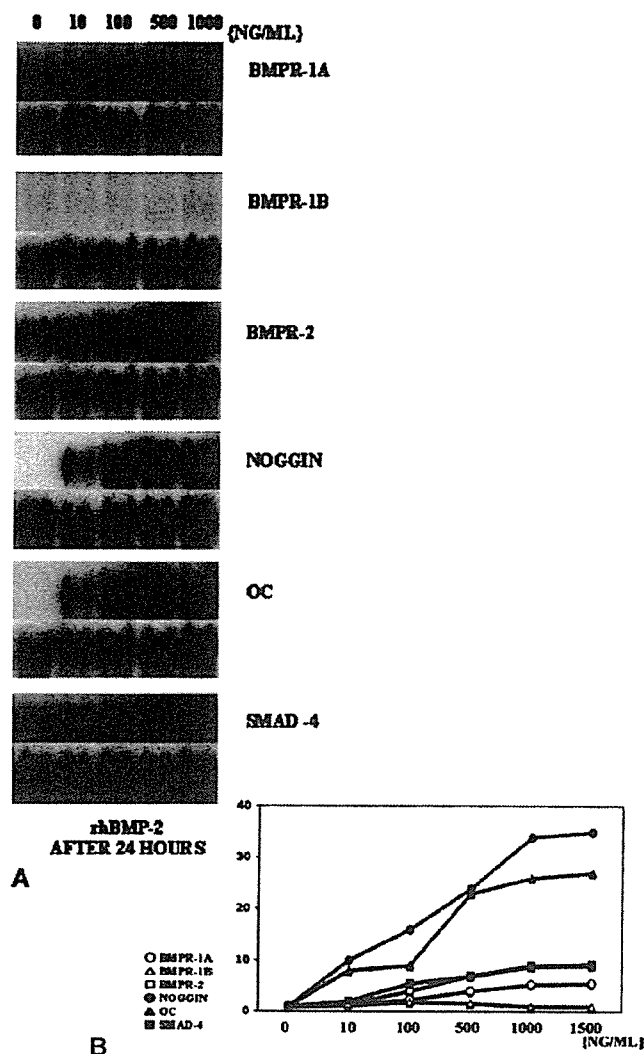 0 10 100 500 1000 {NG/ML}
BMPR-1A
BMPR-1B
BMPR-2
NOGGIN
OC
SMAD -4
rhBMP-2
AFTER 24 HOURS
A
40
30
20
10
0
0 10 100 500 1000 1500
[NG/ML}
BMPR-1A
BMPR-1B
BMPR-2
NOGGIN
OC
SMAD-4
B